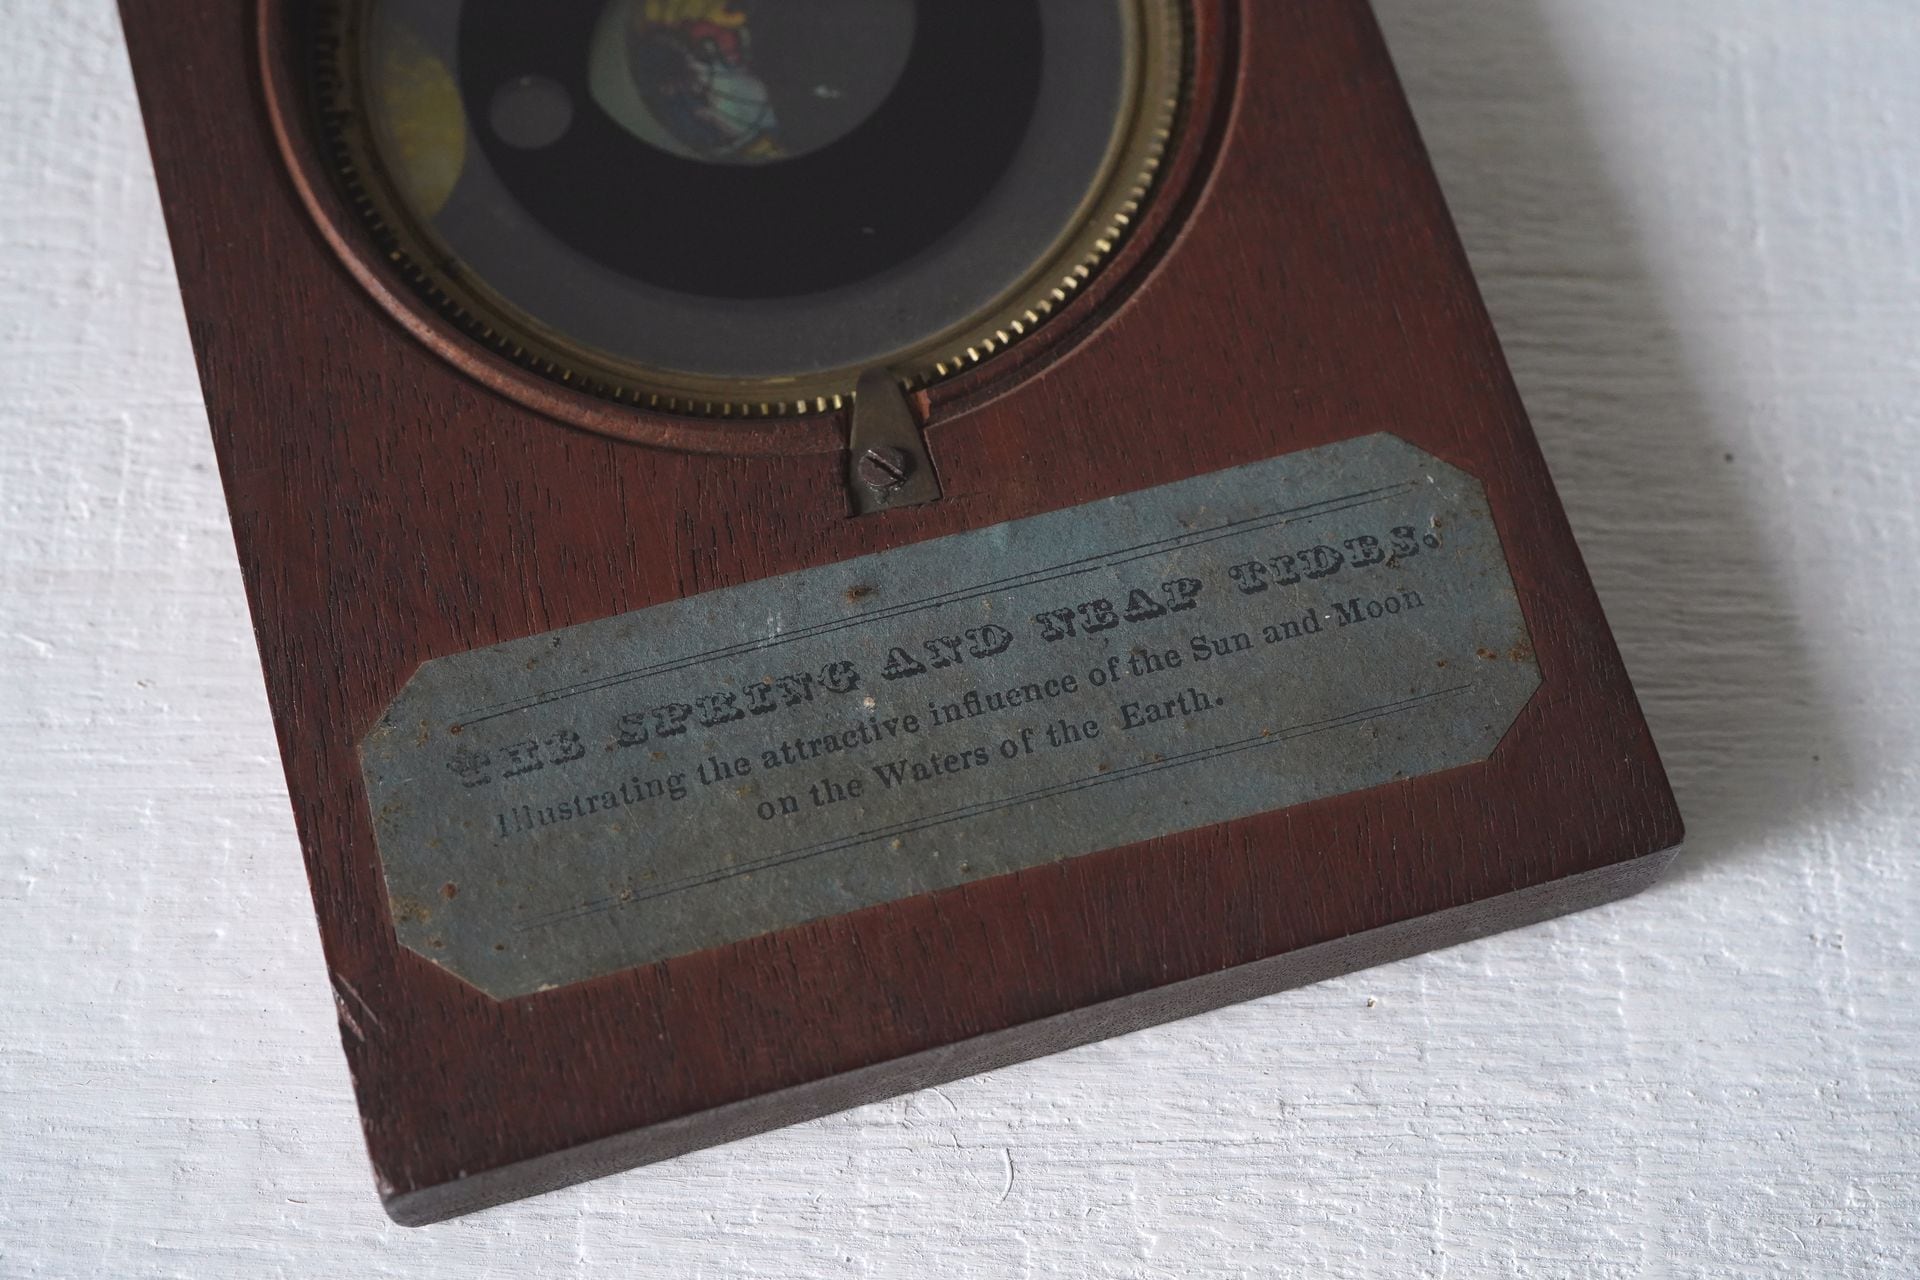 THE SPRING AND NEAP TIDES.
Illustrating the attractive influence of the Sun and Moon
on the Waters of the Earth.